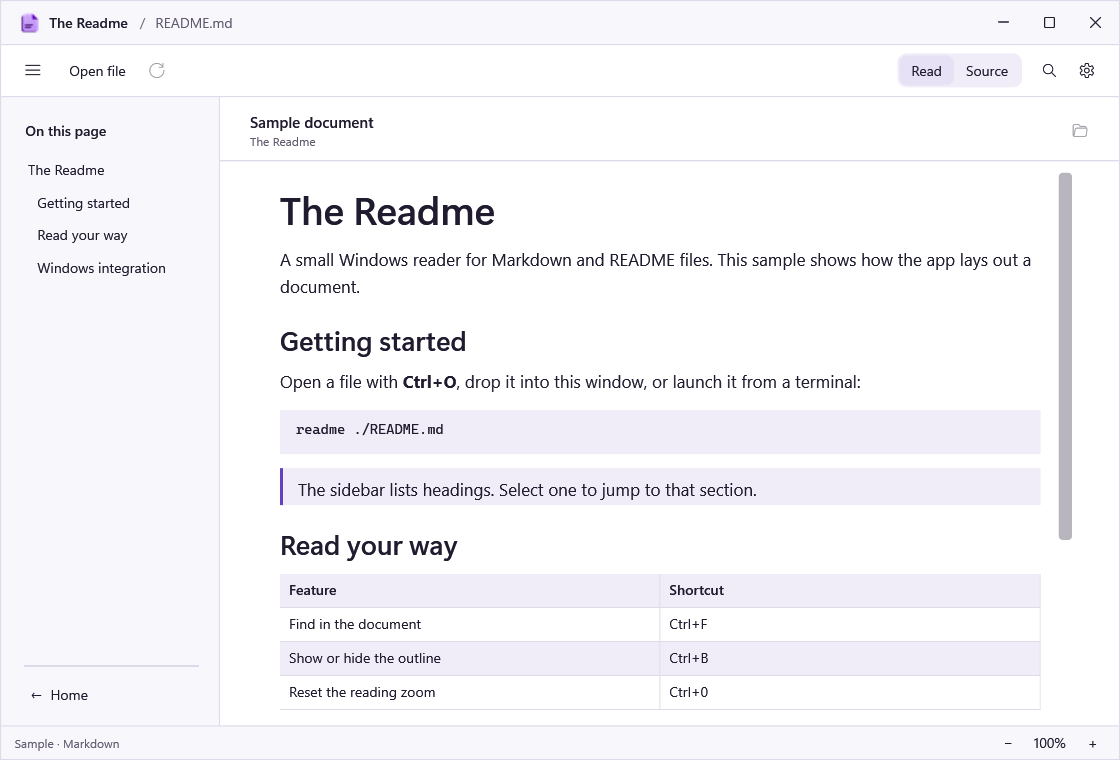 The Readme / README.md
Open file
Read Source
On this page
The Readme
Getting started
Read your way
Windows integration
← Home
Sample document
The Readme
The Readme
A small Windows reader for Markdown and README files. This sample shows how the app lays out a
document.
Getting started
Open a file with Ctrl+O, drop it into this window, or launch it from a terminal:
readme ./README.md
The sidebar lists headings. Select one to jump to that section.
Read your way
Feature Shortcut
Find in the document Ctrl+F
Show or hide the outline Ctrl+B
Reset the reading zoom Ctrl+0
Sample · Markdown
− 100% +